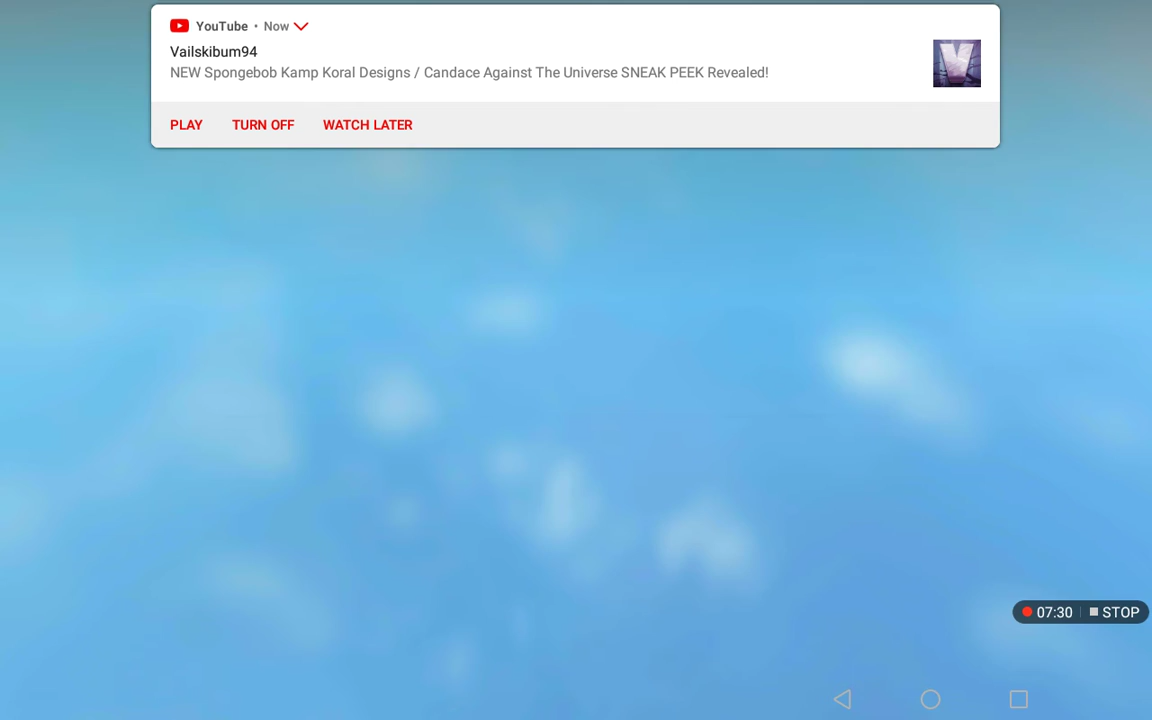 YouTube • Now
Vailskibum94
NEW Spongebob Kamp Koral Designs / Candace Against The Universe SNEAK PEEK Revealed!
V
PLAY TURN OFF WATCH LATER
07:30 STOP